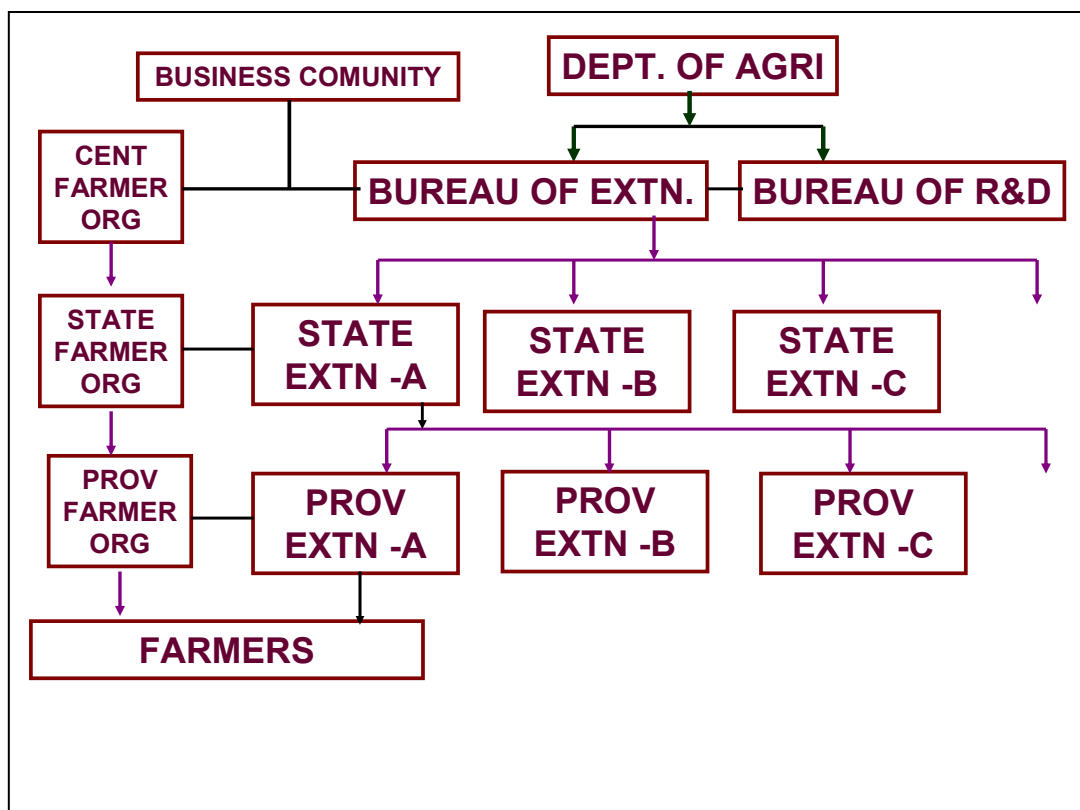 BUSINESS COMUNITY
DEPT. OF AGRI
CENT
FARMER
ORG
BUREAU OF EXTN.
BUREAU OF R&D
STATE
FARMER
ORG
STATE
EXTN -A
STATE
EXTN -B
STATE
EXTN -C
PROV
FARMER
ORG
PROV
EXTN -A
PROV
EXTN -B
PROV
EXTN -C
FARMERS